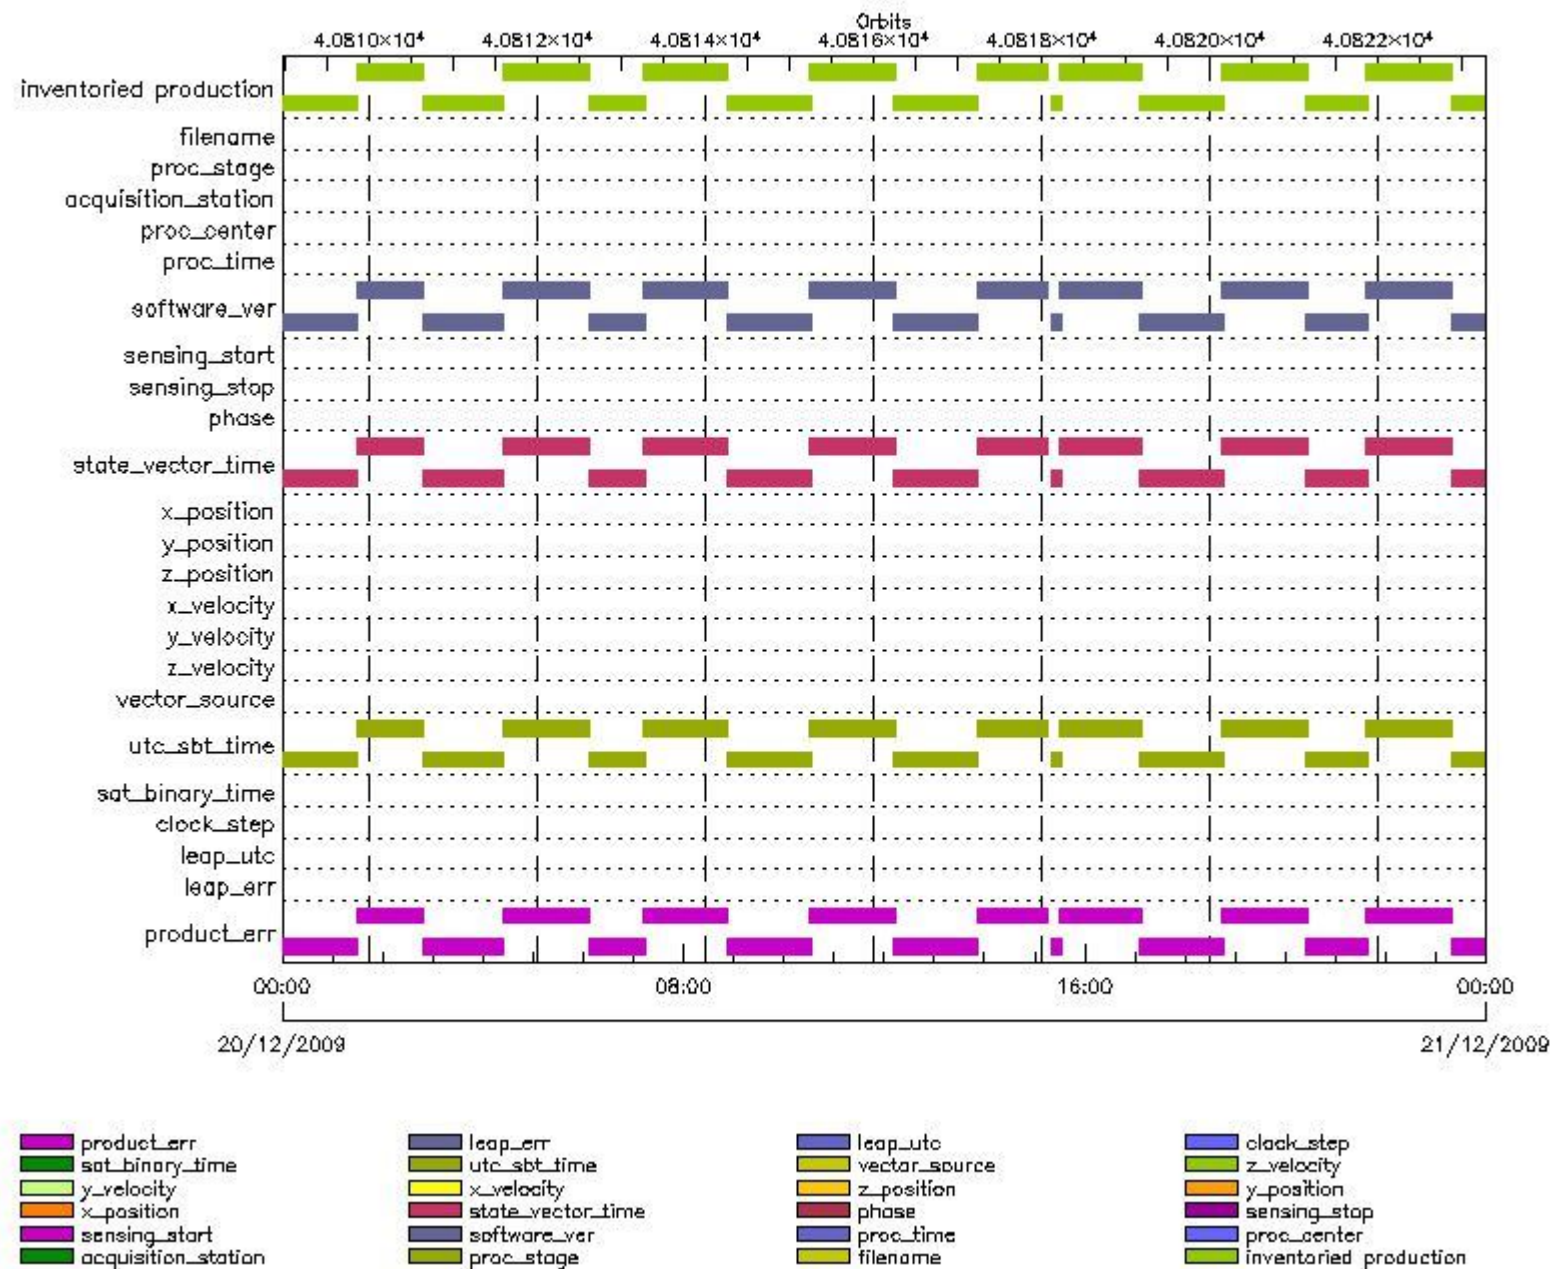 Orbits
4.0810×10⁴ 4.0812×10⁴ 4.0814×10⁴ 4.0816×10⁴ 4.0818×10⁴ 4.0820×10⁴ 4.0822×10⁴
inventoried production
filename
proc_stage
acquisition_station
proc_center
proc_time
software_ver
sensing_start
sensing_stop
phase
state_vector_time
x_position
y_position
z_position
x_velocity
y_velocity
z_velocity
vector_source
utc_sbt_time
sat_binary_time
clock_step
leap_utc
leap_err
product_err
00:00 08:00 16:00 00:00
20/12/2009 21/12/2009
product_err leap_err leap_utc clock_step
sat_binary_time utc_sbt_time vector_source z_velocity
y_velocity x_velocity z_position y_position
x_position state_vector_time phase sensing_stop
sensing_start software_ver proc_time proc_center
acquisition_station proc_stage filename inventoried production